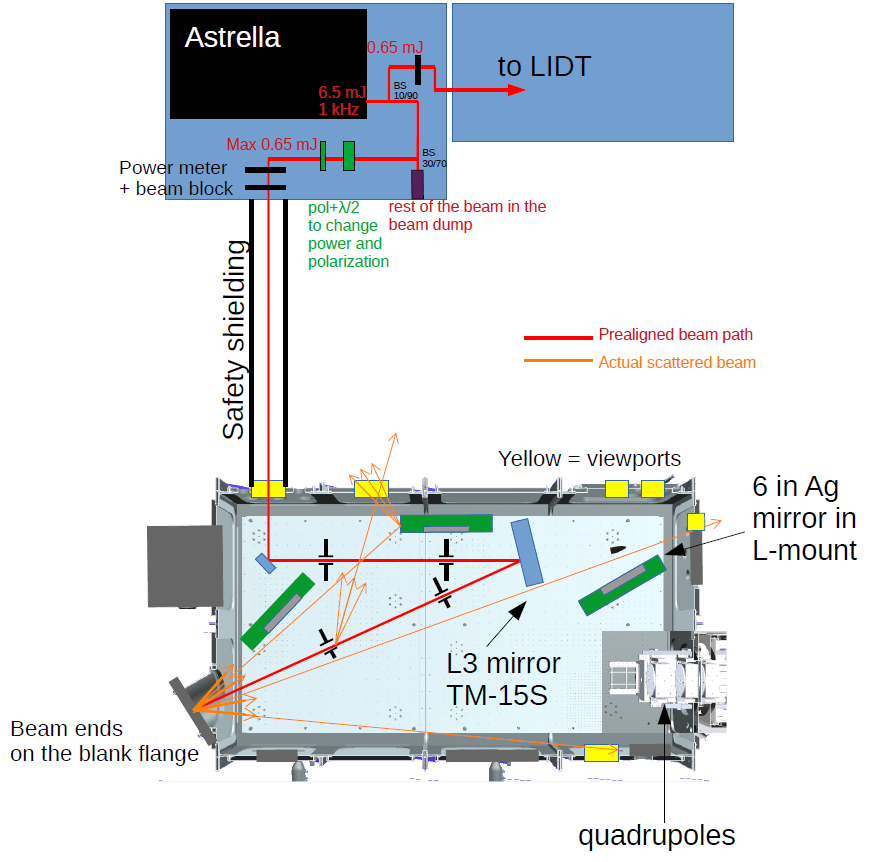 Astrella
0.65 mJ
to LIDT
6.5 mJ
1 kHz
BS
10/90
Max 0.65 mJ
BS
30/70
Power meter
+ beam block
pol+λ/2
to change
power and
polarization
rest of the beam in the
beam dump
Safety shielding
Prealigned beam path
Actual scattered beam
Yellow = viewports
6 in Ag
mirror in
L-mount
L3 mirror
TM-15S
Beam ends
on the blank flange
quadrupoles